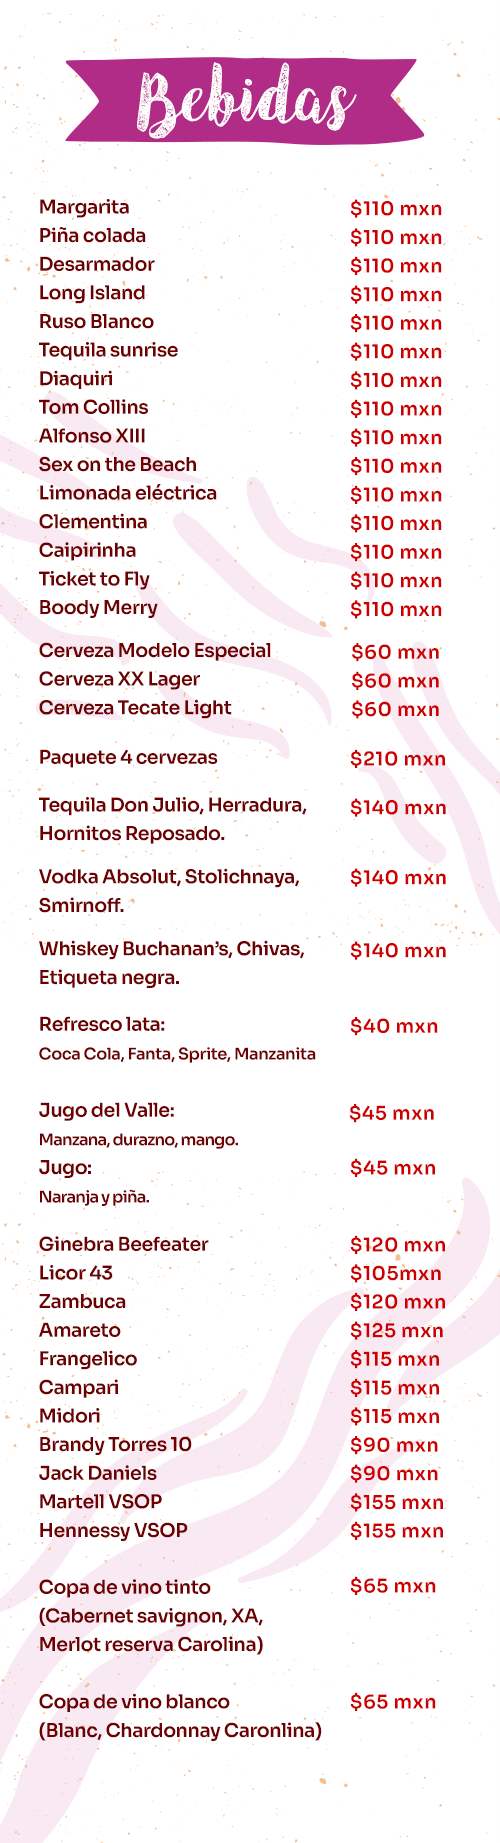 Bebidas
Margarita $110 mxn
Piña colada $110 mxn
Desarmador $110 mxn
Long Island $110 mxn
Ruso Blanco $110 mxn
Tequila sunrise $110 mxn
Diaquiri $110 mxn
Tom Collins $110 mxn
Alfonso XIII $110 mxn
Sex on the Beach $110 mxn
Limonada eléctrica $110 mxn
Clementina $110 mxn
Caipirinha $110 mxn
Ticket to Fly $110 mxn
Boody Merry $110 mxn
Cerveza Modelo Especial $60 mxn
Cerveza XX Lager $60 mxn
Cerveza Tecate Light $60 mxn
Paquete 4 cervezas $210 mxn
Tequila Don Julio, Herradura, $140 mxn
Hornitos Reposado.
Vodka Absolut, Stolichnaya, $140 mxn
Smirnoff.
Whiskey Buchanan's, Chivas, $140 mxn
Etiqueta negra.
Refresco lata: $40 mxn
Coca Cola, Fanta, Sprite, Manzanita
Jugo del Valle: $45 mxn
Manzana, durazno, mango.
Jugo: $45 mxn
Naranja y piña.
Ginebra Beefeater $120 mxn
Licor 43 $105mxn
Zambuca $120 mxn
Amareto $125 mxn
Frangelico $115 mxn
Campari $115 mxn
Midori $115 mxn
Brandy Torres 10 $90 mxn
Jack Daniels $90 mxn
Martell VSOP $155 mxn
Hennessy VSOP $155 mxn
Copa de vino tinto $65 mxn
(Cabernet savignon, XA,
Merlot reserva Carolina)
Copa de vino blanco $65 mxn
(Blanc, Chardonnay Caronlina)